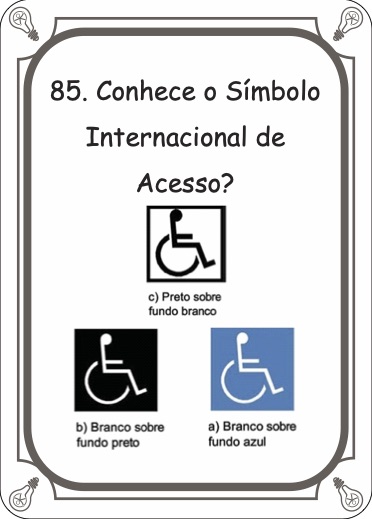 85. Conhece o Símbolo
Internacional de
Acesso?
c) Preto sobre
fundo branco
b) Branco sobre
fundo preto
a) Branco sobre
fundo azul